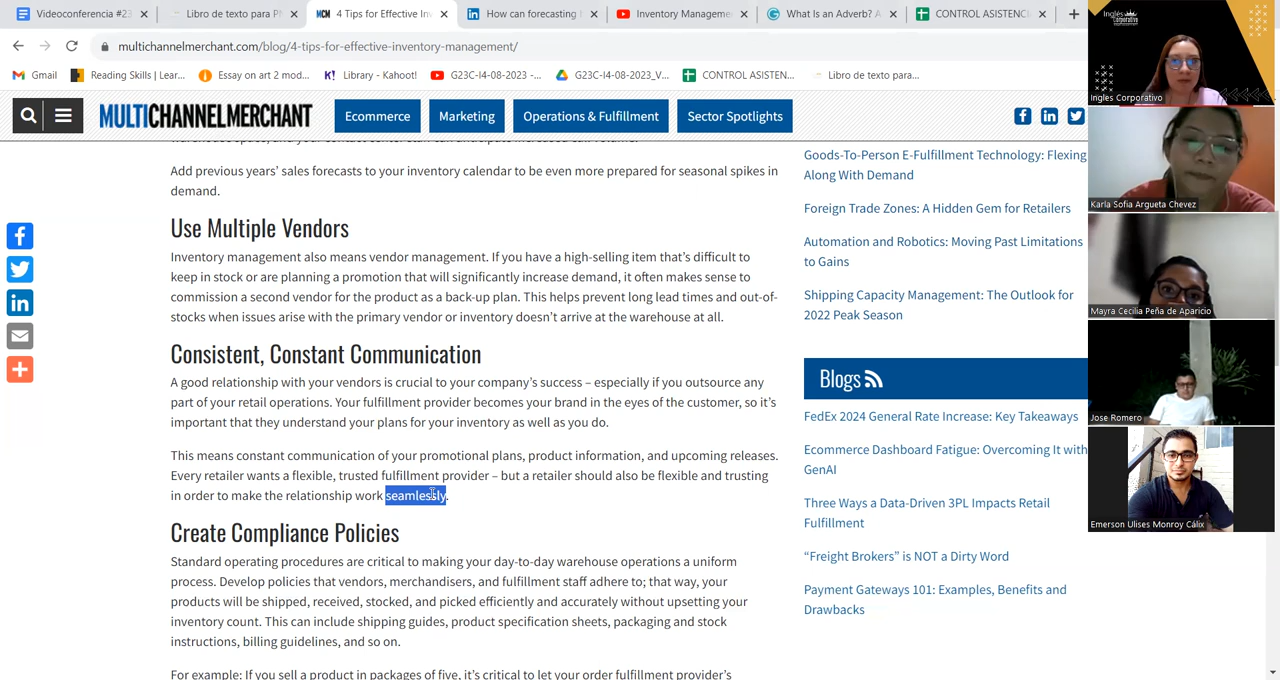 Videoconferencia #23
Libro de texto para PI
MCM
4 Tips for Effective In
How can forecasting
Inventory Manageme
What Is an Adverb? A
CONTROL ASISTENC
multichannelmerchant.com/blog/4-tips-for-effective-inventory-management/
Gmail
Reading Skills | Lear...
Essay on art 2 mod...
Library - Kahoot!
G23C-I4-08-2023 -...
G23C-I4-08-2023_V...
CONTROL ASISTEN...
Libro de texto para...
MULTICHANNELMERCHANT
Ecommerce
Marketing
Operations & Fulfillment
Sector Spotlights
Add previous years’ sales forecasts to your inventory calendar to be even more prepared for seasonal spikes in
demand.
Use Multiple Vendors
Inventory management also means vendor management. If you have a high-selling item that’s difficult to
keep in stock or are planning a promotion that will significantly increase demand, it often makes sense to
commission a second vendor for the product as a back-up plan. This helps prevent long lead times and out-of-
stocks when issues arise with the primary vendor or inventory doesn’t arrive at the warehouse at all.
Consistent, Constant Communication
A good relationship with your vendors is crucial to your company’s success – especially if you outsource any
part of your retail operations. Your fulfillment provider becomes your brand in the eyes of the customer, so it’s
important that they understand your plans for your inventory as well as you do.
This means constant communication of your promotional plans, product information, and upcoming releases.
Every retailer wants a flexible, trusted fulfillment provider – but a retailer should also be flexible and trusting
in order to make the relationship work seamlessly.
Create Compliance Policies
Standard operating procedures are critical to making your day-to-day warehouse operations a uniform
process. Develop policies that vendors, merchandisers, and fulfillment staff adhere to; that way, your
products will be shipped, received, stocked, and picked efficiently and accurately without upsetting your
inventory count. This can include shipping guides, product specification sheets, packaging and stock
instructions, billing guidelines, and so on.
For example: If you sell a product in packages of five, it’s critical to let your order fulfillment provider’s
Goods-To-Person E-Fulfillment Technology: Flexing
Along With Demand
Foreign Trade Zones: A Hidden Gem for Retailers
Automation and Robotics: Moving Past Limitations
to Gains
Shipping Capacity Management: The Outlook for
2022 Peak Season
Blogs
FedEx 2024 General Rate Increase: Key Takeaways
Ecommerce Dashboard Fatigue: Overcoming It with
GenAI
Three Ways a Data-Driven 3PL Impacts Retail
Fulfillment
“Freight Brokers” is NOT a Dirty Word
Payment Gateways 101: Examples, Benefits and
Drawbacks
Inglés
Corporativo
Ingles Corporativo
Karla Sofia Argueta Chevez
Mayra Cecilia Peña de Aparicio
Jose Romero
Emerson Ulises Monroy Cálix